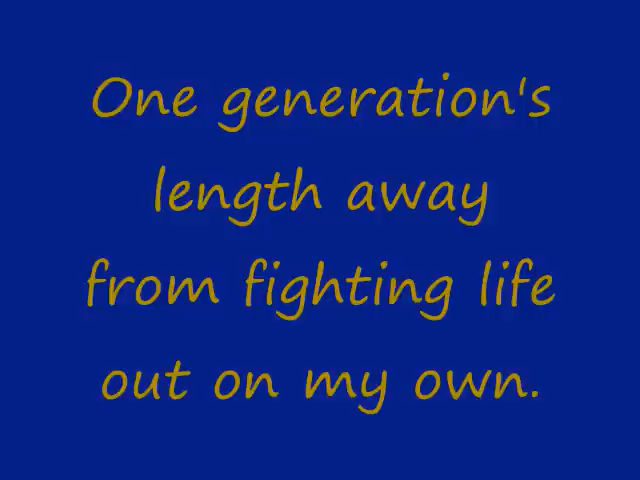 One generation's
length away
from fighting life
out on my own.